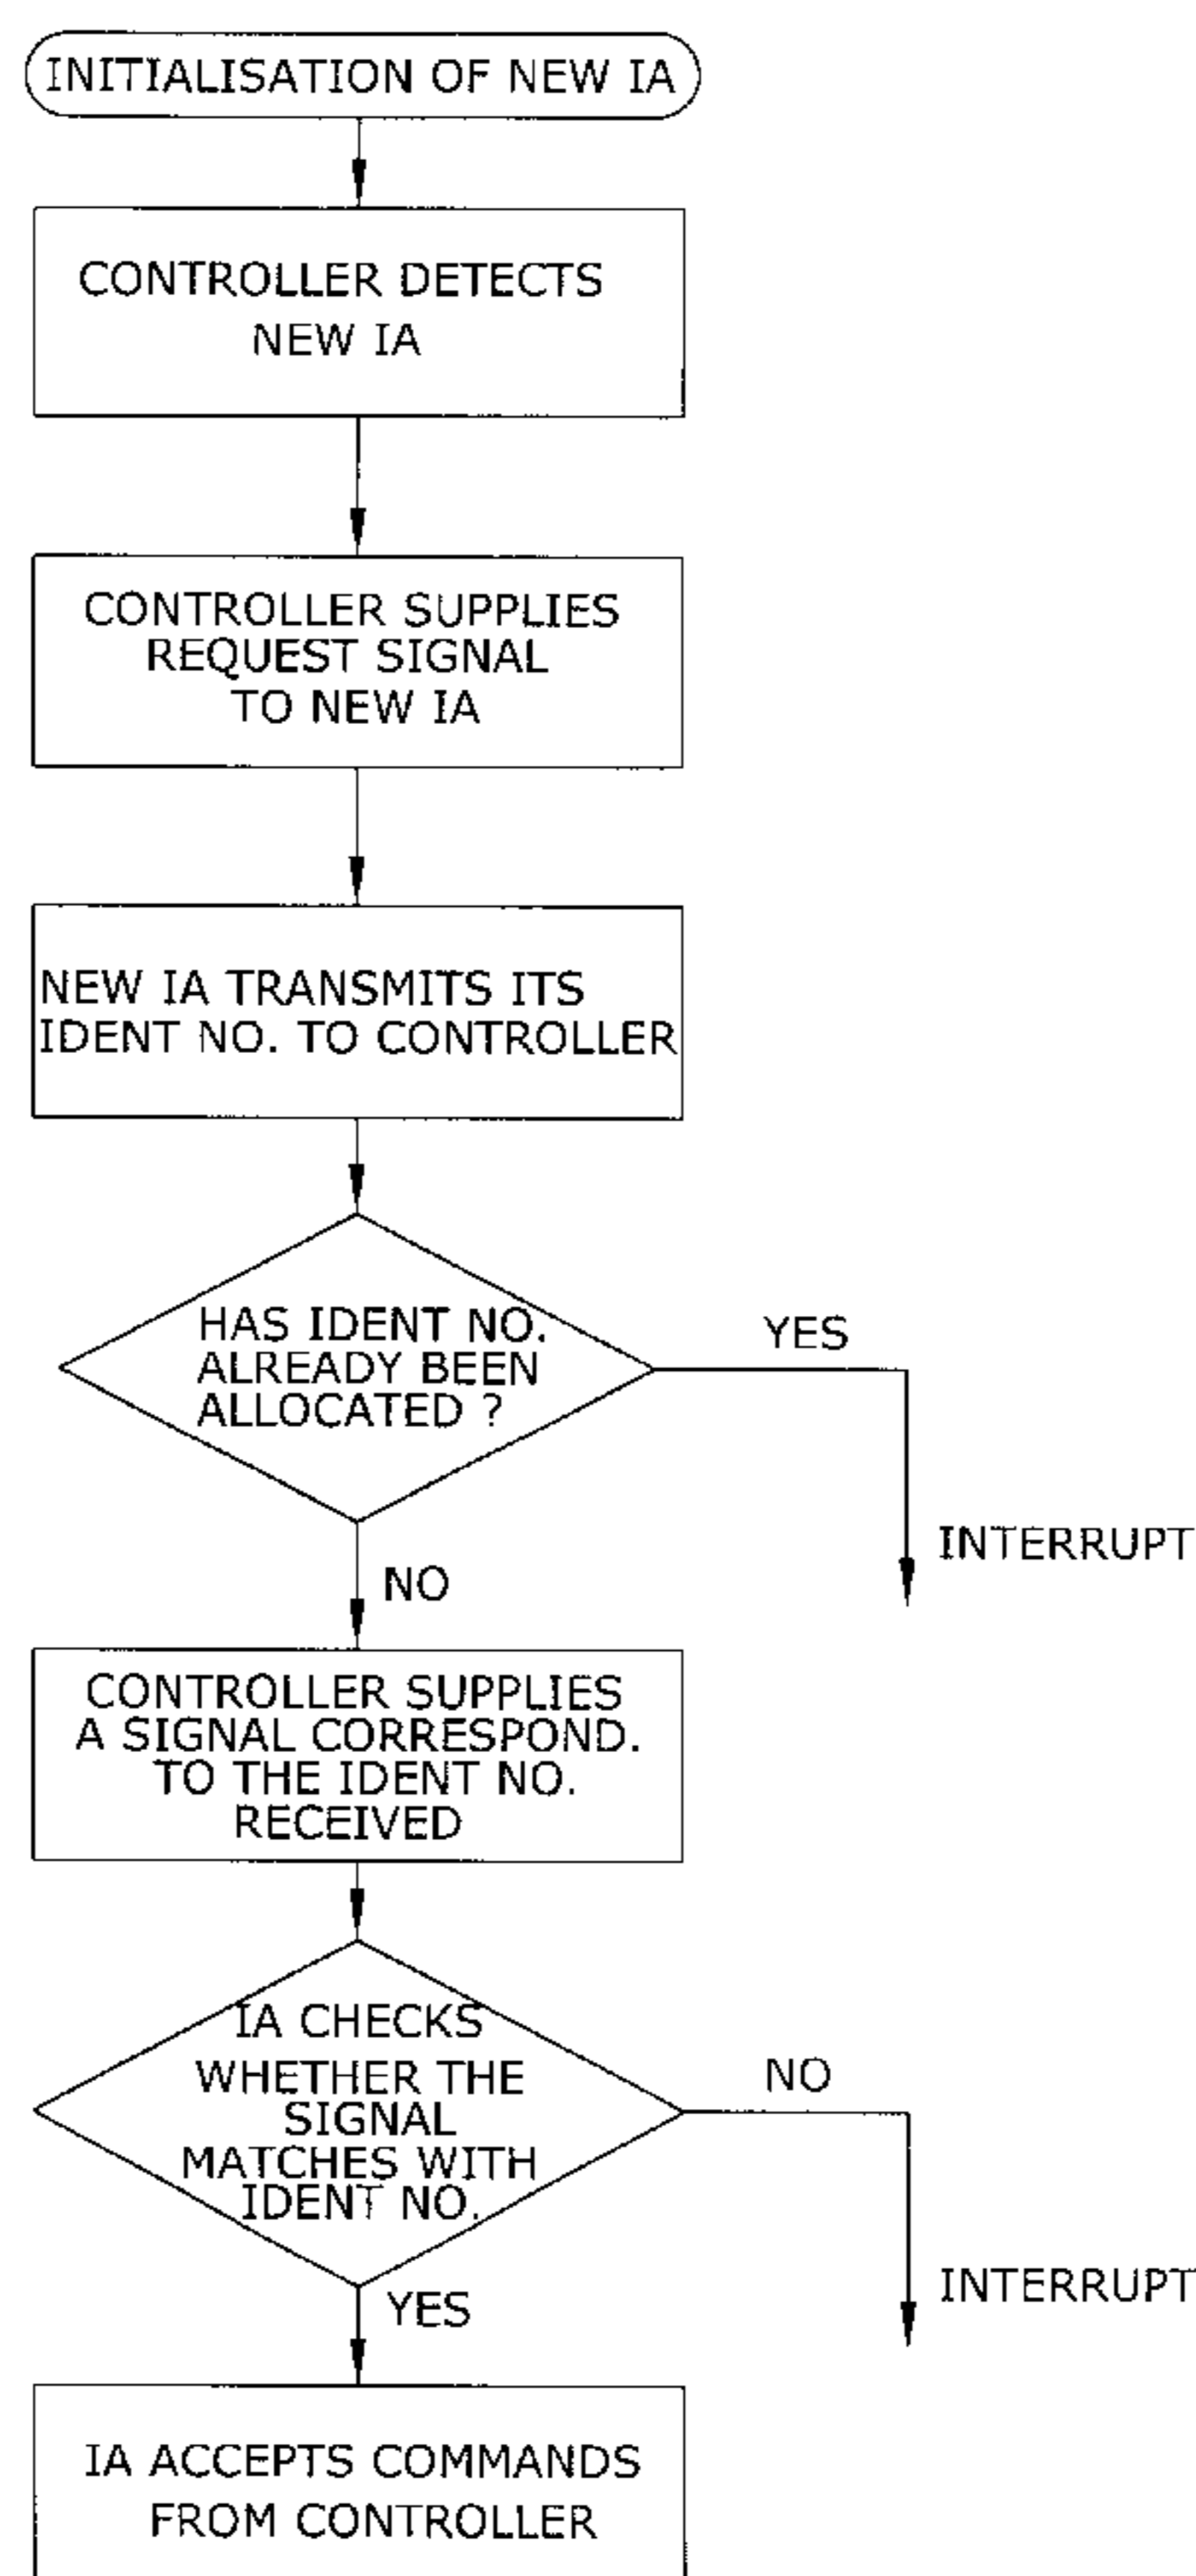 INITIALISATION OF NEW IA
CONTROLLER DETECTS
NEW IA
CONTROLLER SUPPLIES
REQUEST SIGNAL
TO NEW IA
NEW IA TRANSMITS ITS
IDENT NO. TO CONTROLLER
HAS IDENT NO.
ALREADY BEEN
ALLOCATED ?
YES
INTERRUPT
NO
CONTROLLER SUPPLIES
A SIGNAL CORRESPOND.
TO THE IDENT NO.
RECEIVED
IA CHECKS
WHETHER THE
SIGNAL
MATCHES WITH
IDENT NO.
NO
INTERRUPT
YES
IA ACCEPTS COMMANDS
FROM CONTROLLER